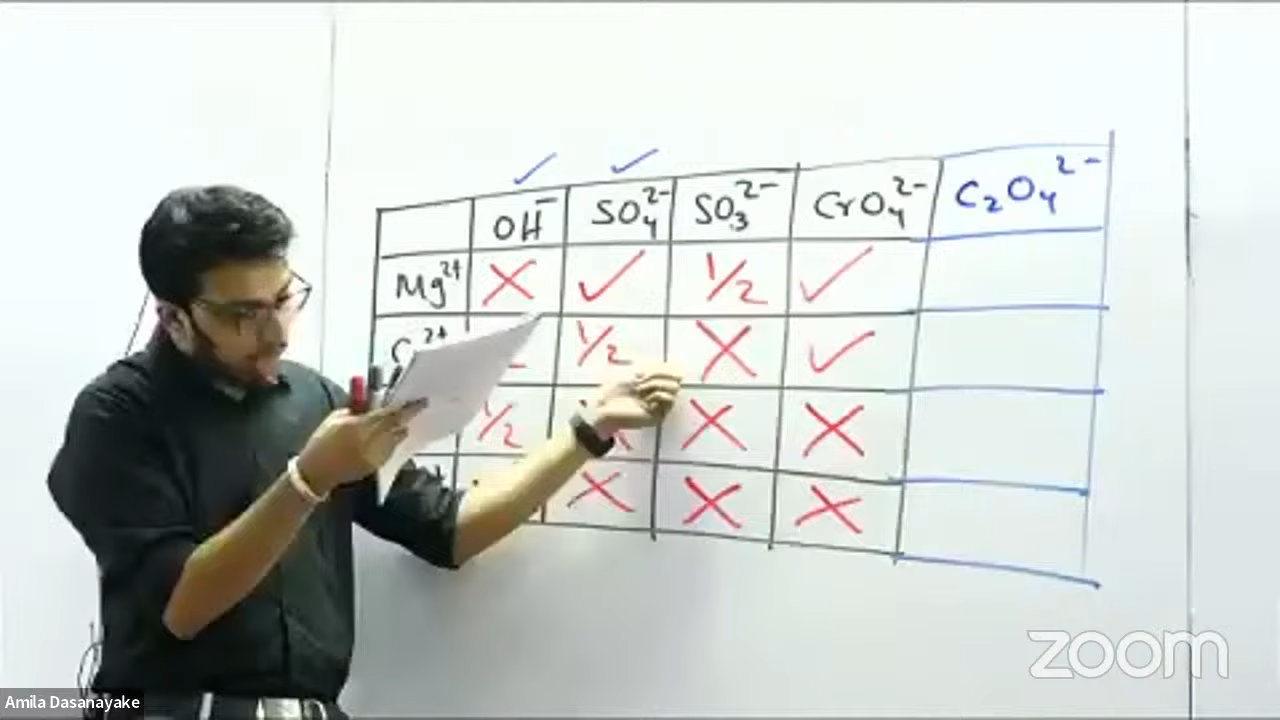 ✓ ✓
OH⁻ SO₄²⁻ SO₃²⁻ CrO₄²⁻ C₂O₄²⁻
Mg²⁺ ✗ ✓ 1/2 ✓
1/2 ✗ ✓
1/2 ✗ ✗
✗ ✗ ✗
zoom
Amila Dasanayake